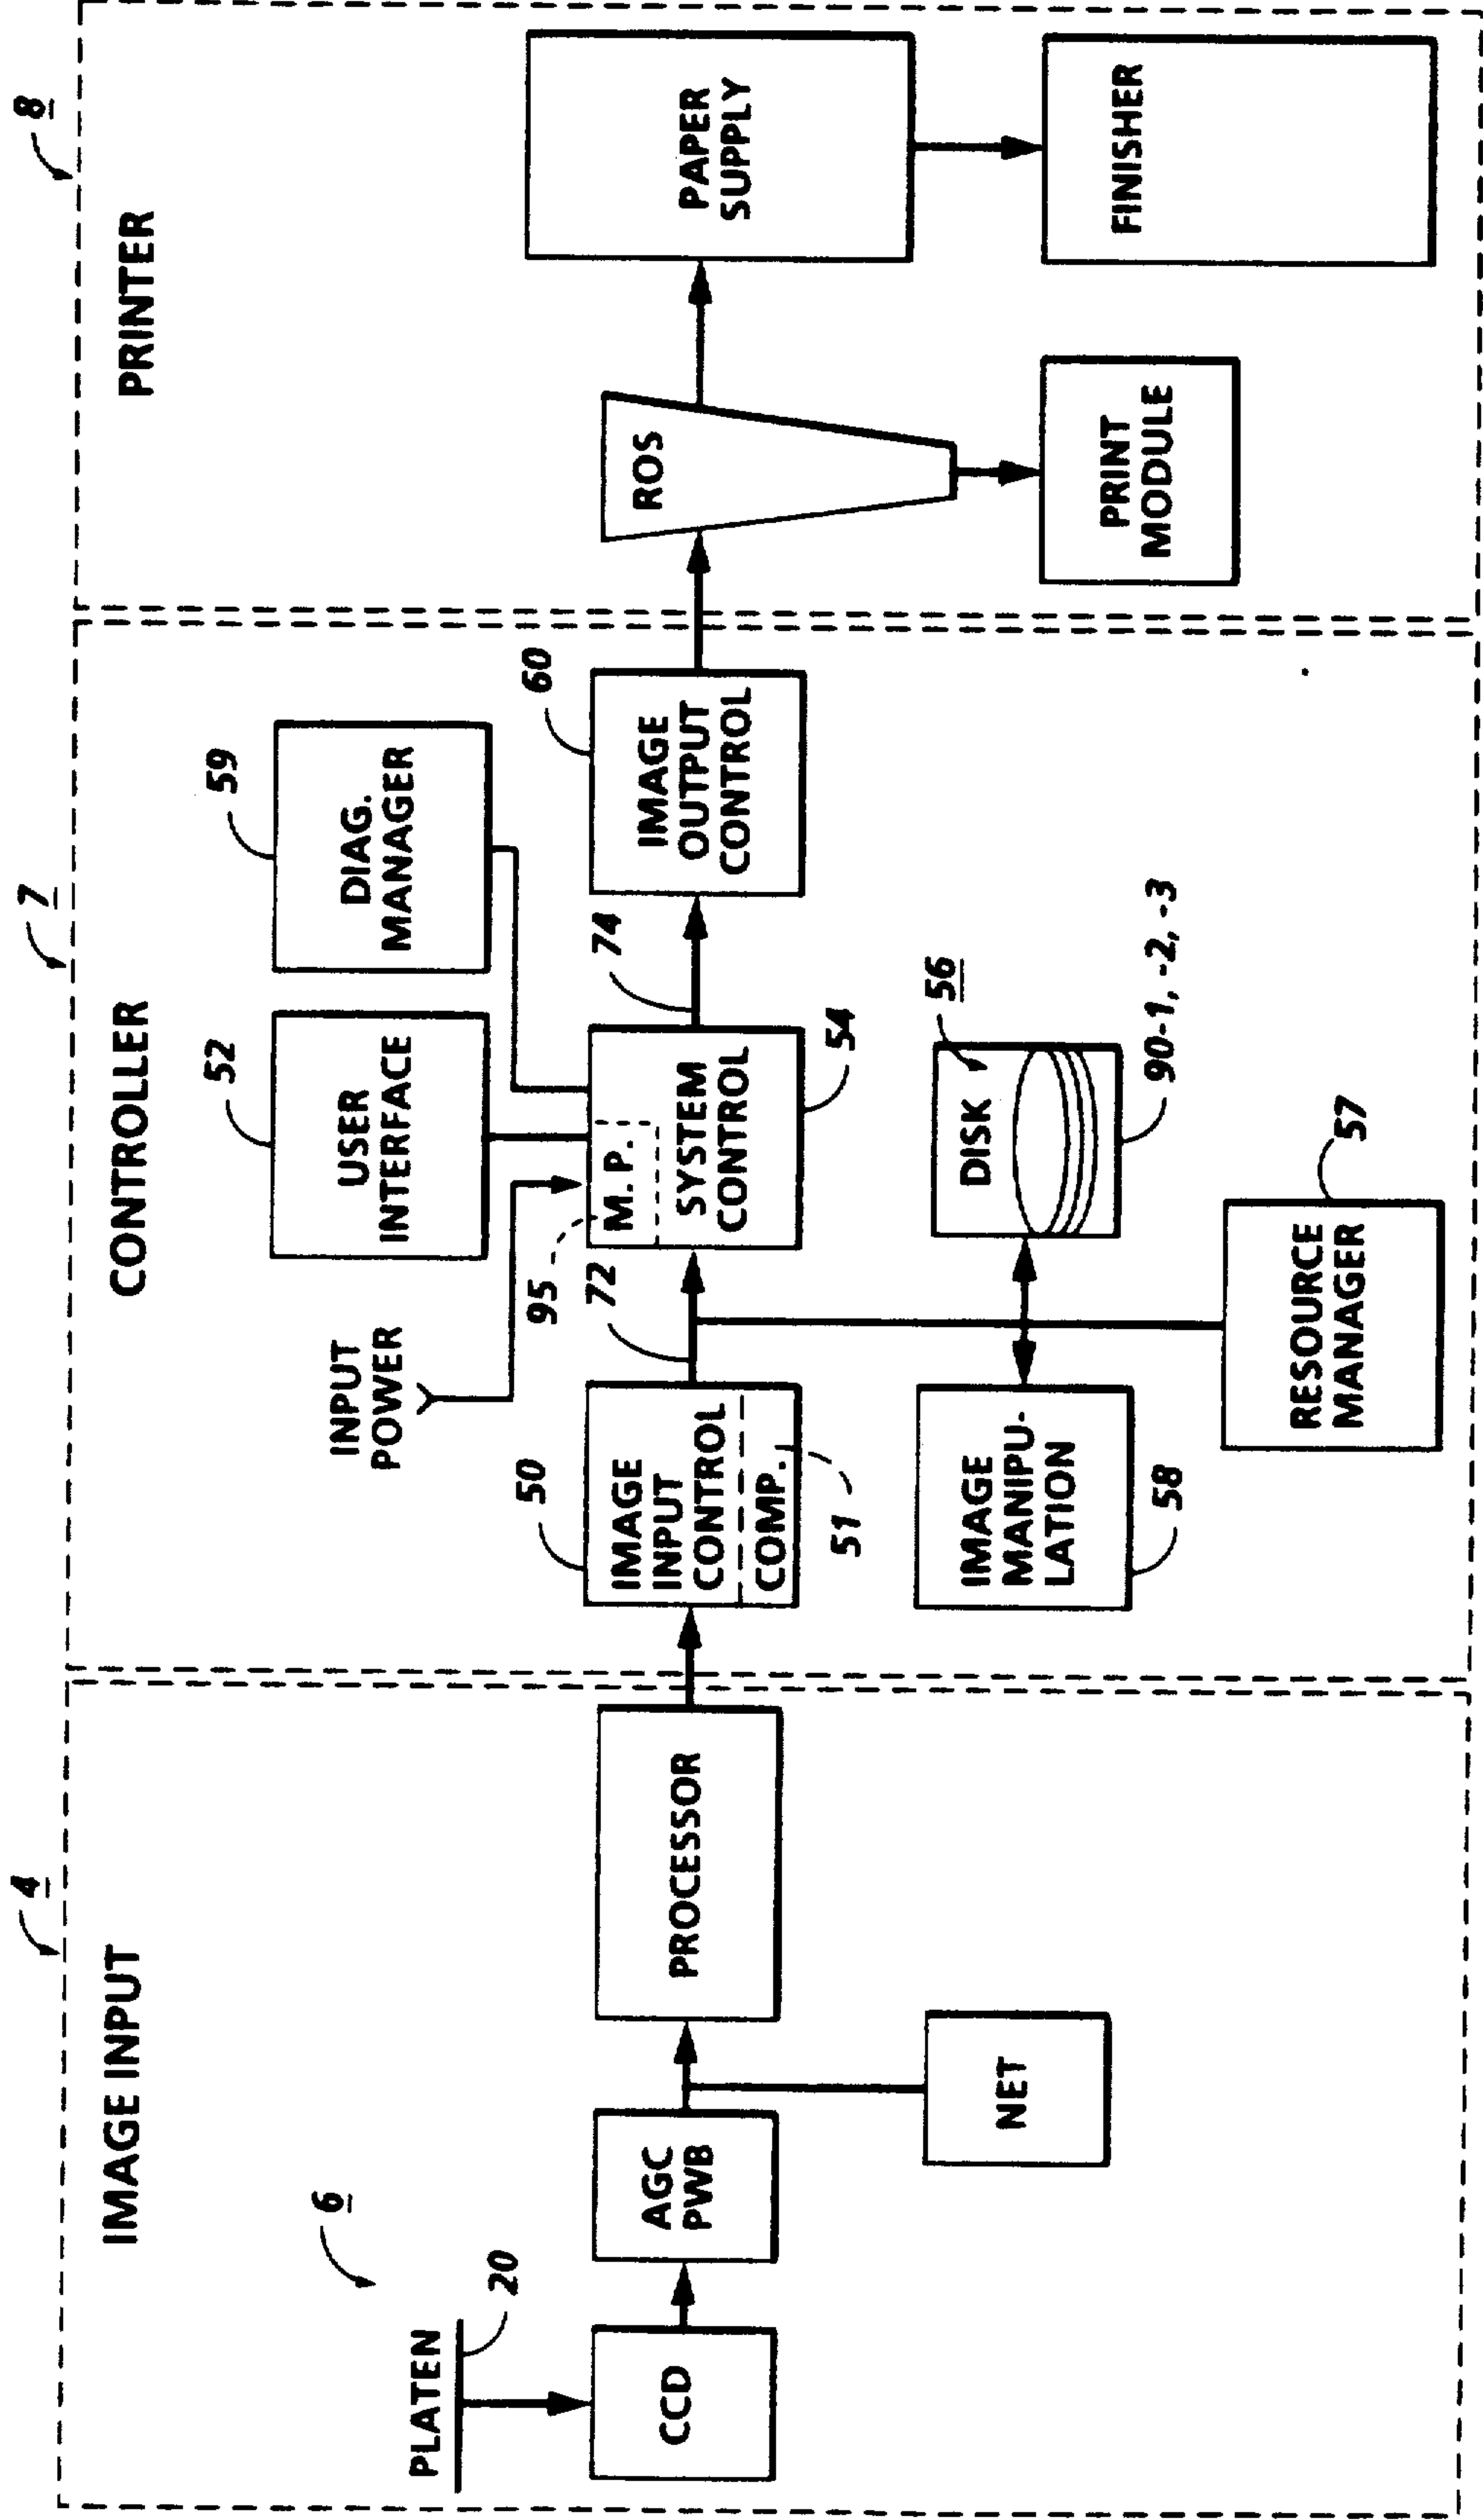 4
IMAGE INPUT
6
PLATEN
20
CCD
AGC
PWB
PROCESSOR
NET
7
CONTROLLER
INPUT
POWER
52
USER
INTERFACE
59
DIAG.
MANAGER
50
IMAGE
INPUT
CONTROL
COMP.
51
72
95
M.P.
SYSTEM
CONTROL
54
74
60
IMAGE
OUTPUT
CONTROL
IMAGE
MANIPU-
LATION
58
DISK
56
90-1, -2, -3
RESOURCE
MANAGER
57
8
PRINTER
ROS
PAPER
SUPPLY
PRINT
MODULE
FINISHER